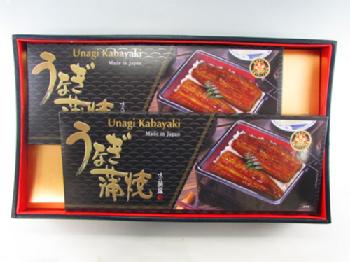 Unagi Kabayaki
Made in Japan
うなぎ
蒲焼
Unagi Kabayaki
Made in Japan
うなぎ
蒲焼